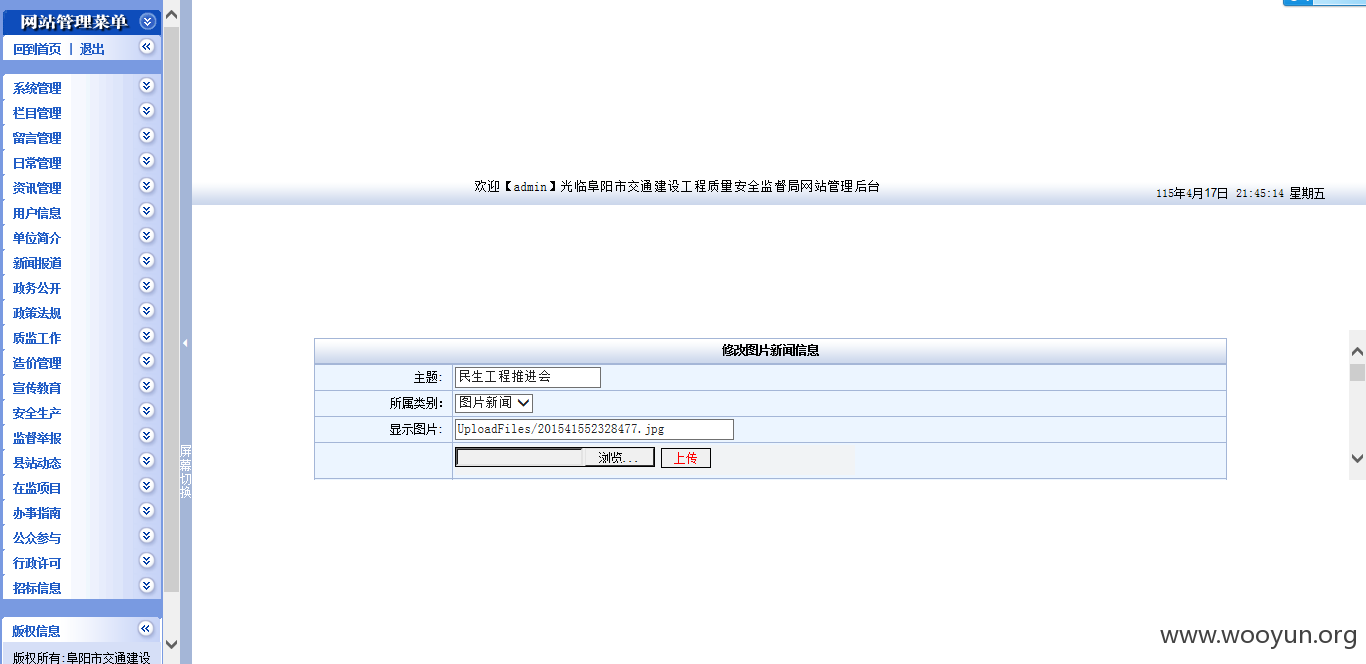 网站管理菜单
回到首页 | 退出
系统管理
栏目管理
留言管理
日常管理
资讯管理
用户信息
单位简介
新闻报道
政务公开
政策法规
质监工作
造价管理
宣传教育
安全生产
监督举报
县站动态
在监项目
办事指南
公众参与
行政许可
招标信息
版权信息
版权所有:阜阳市交通建设
屏幕切换
欢迎【admin】光临阜阳市交通建设工程质量安全监督局网站管理后台
115年4月17日 21:45:14 星期五
修改图片新闻信息
主题: 民生工程推进会
所属类别: 图片新闻
显示图片: UploadFiles/201541552328477.jpg
浏览... 上传
www.wooyun.org